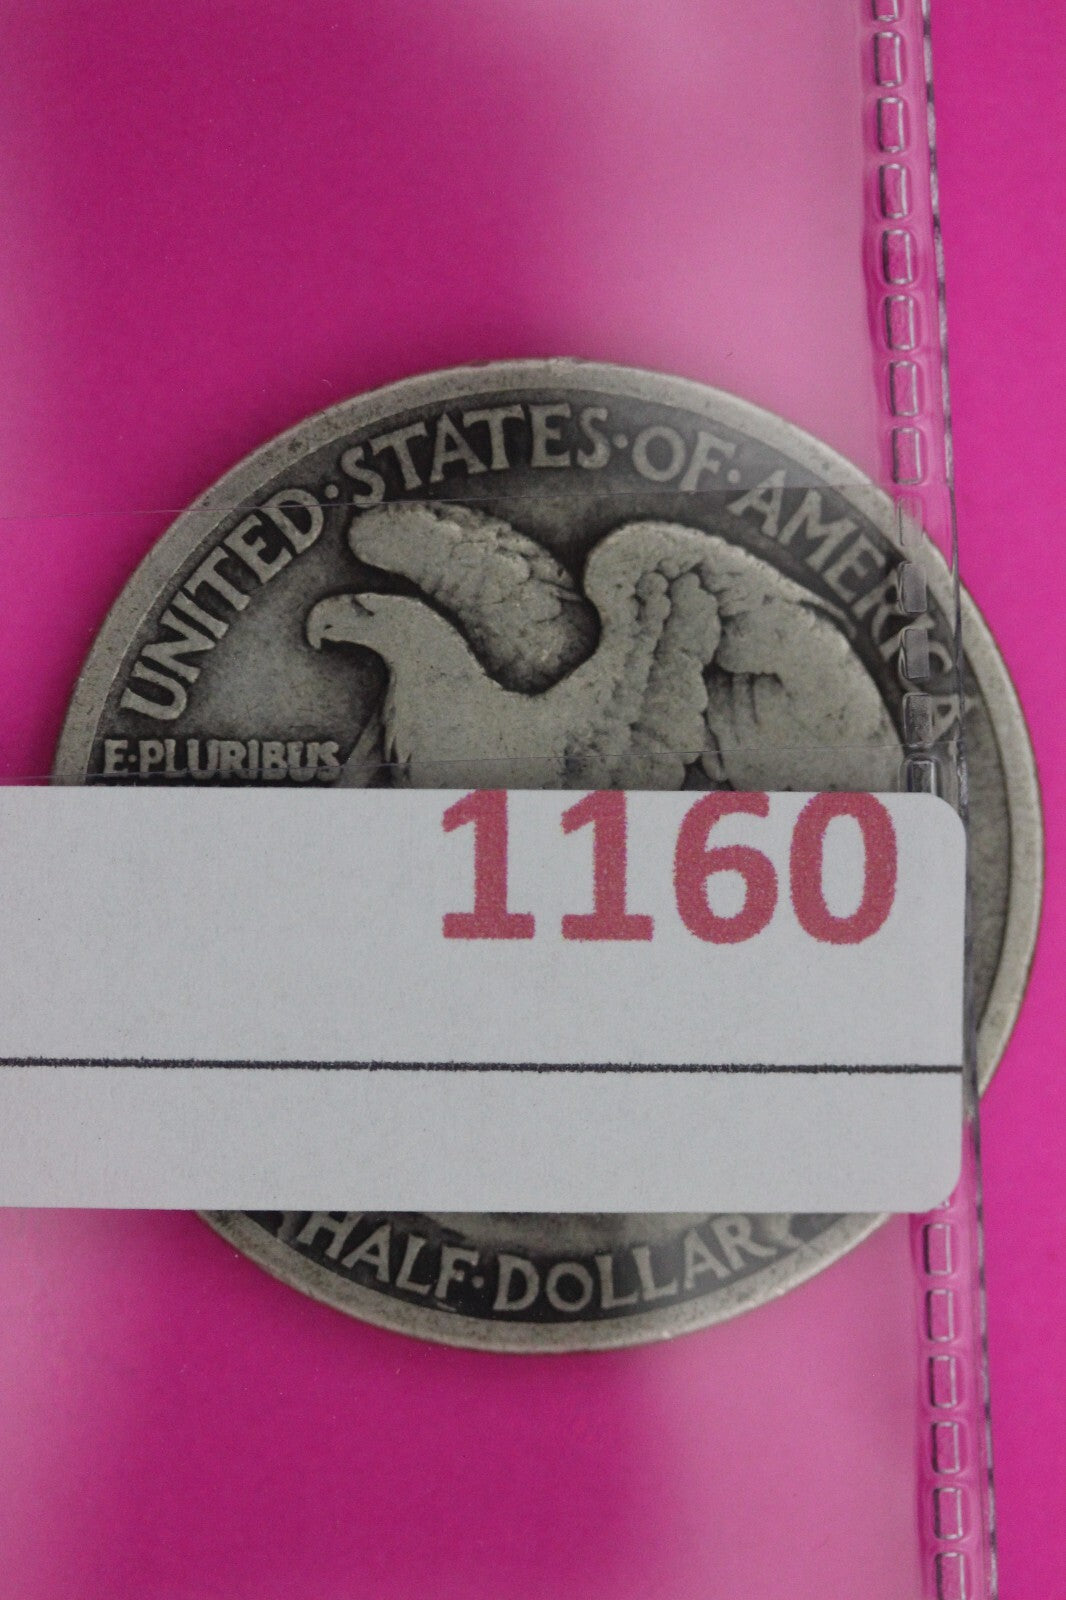 UNITED·STATES·OF·AMERICA
E·PLURIBUS
1160
HALF·DOLLAR